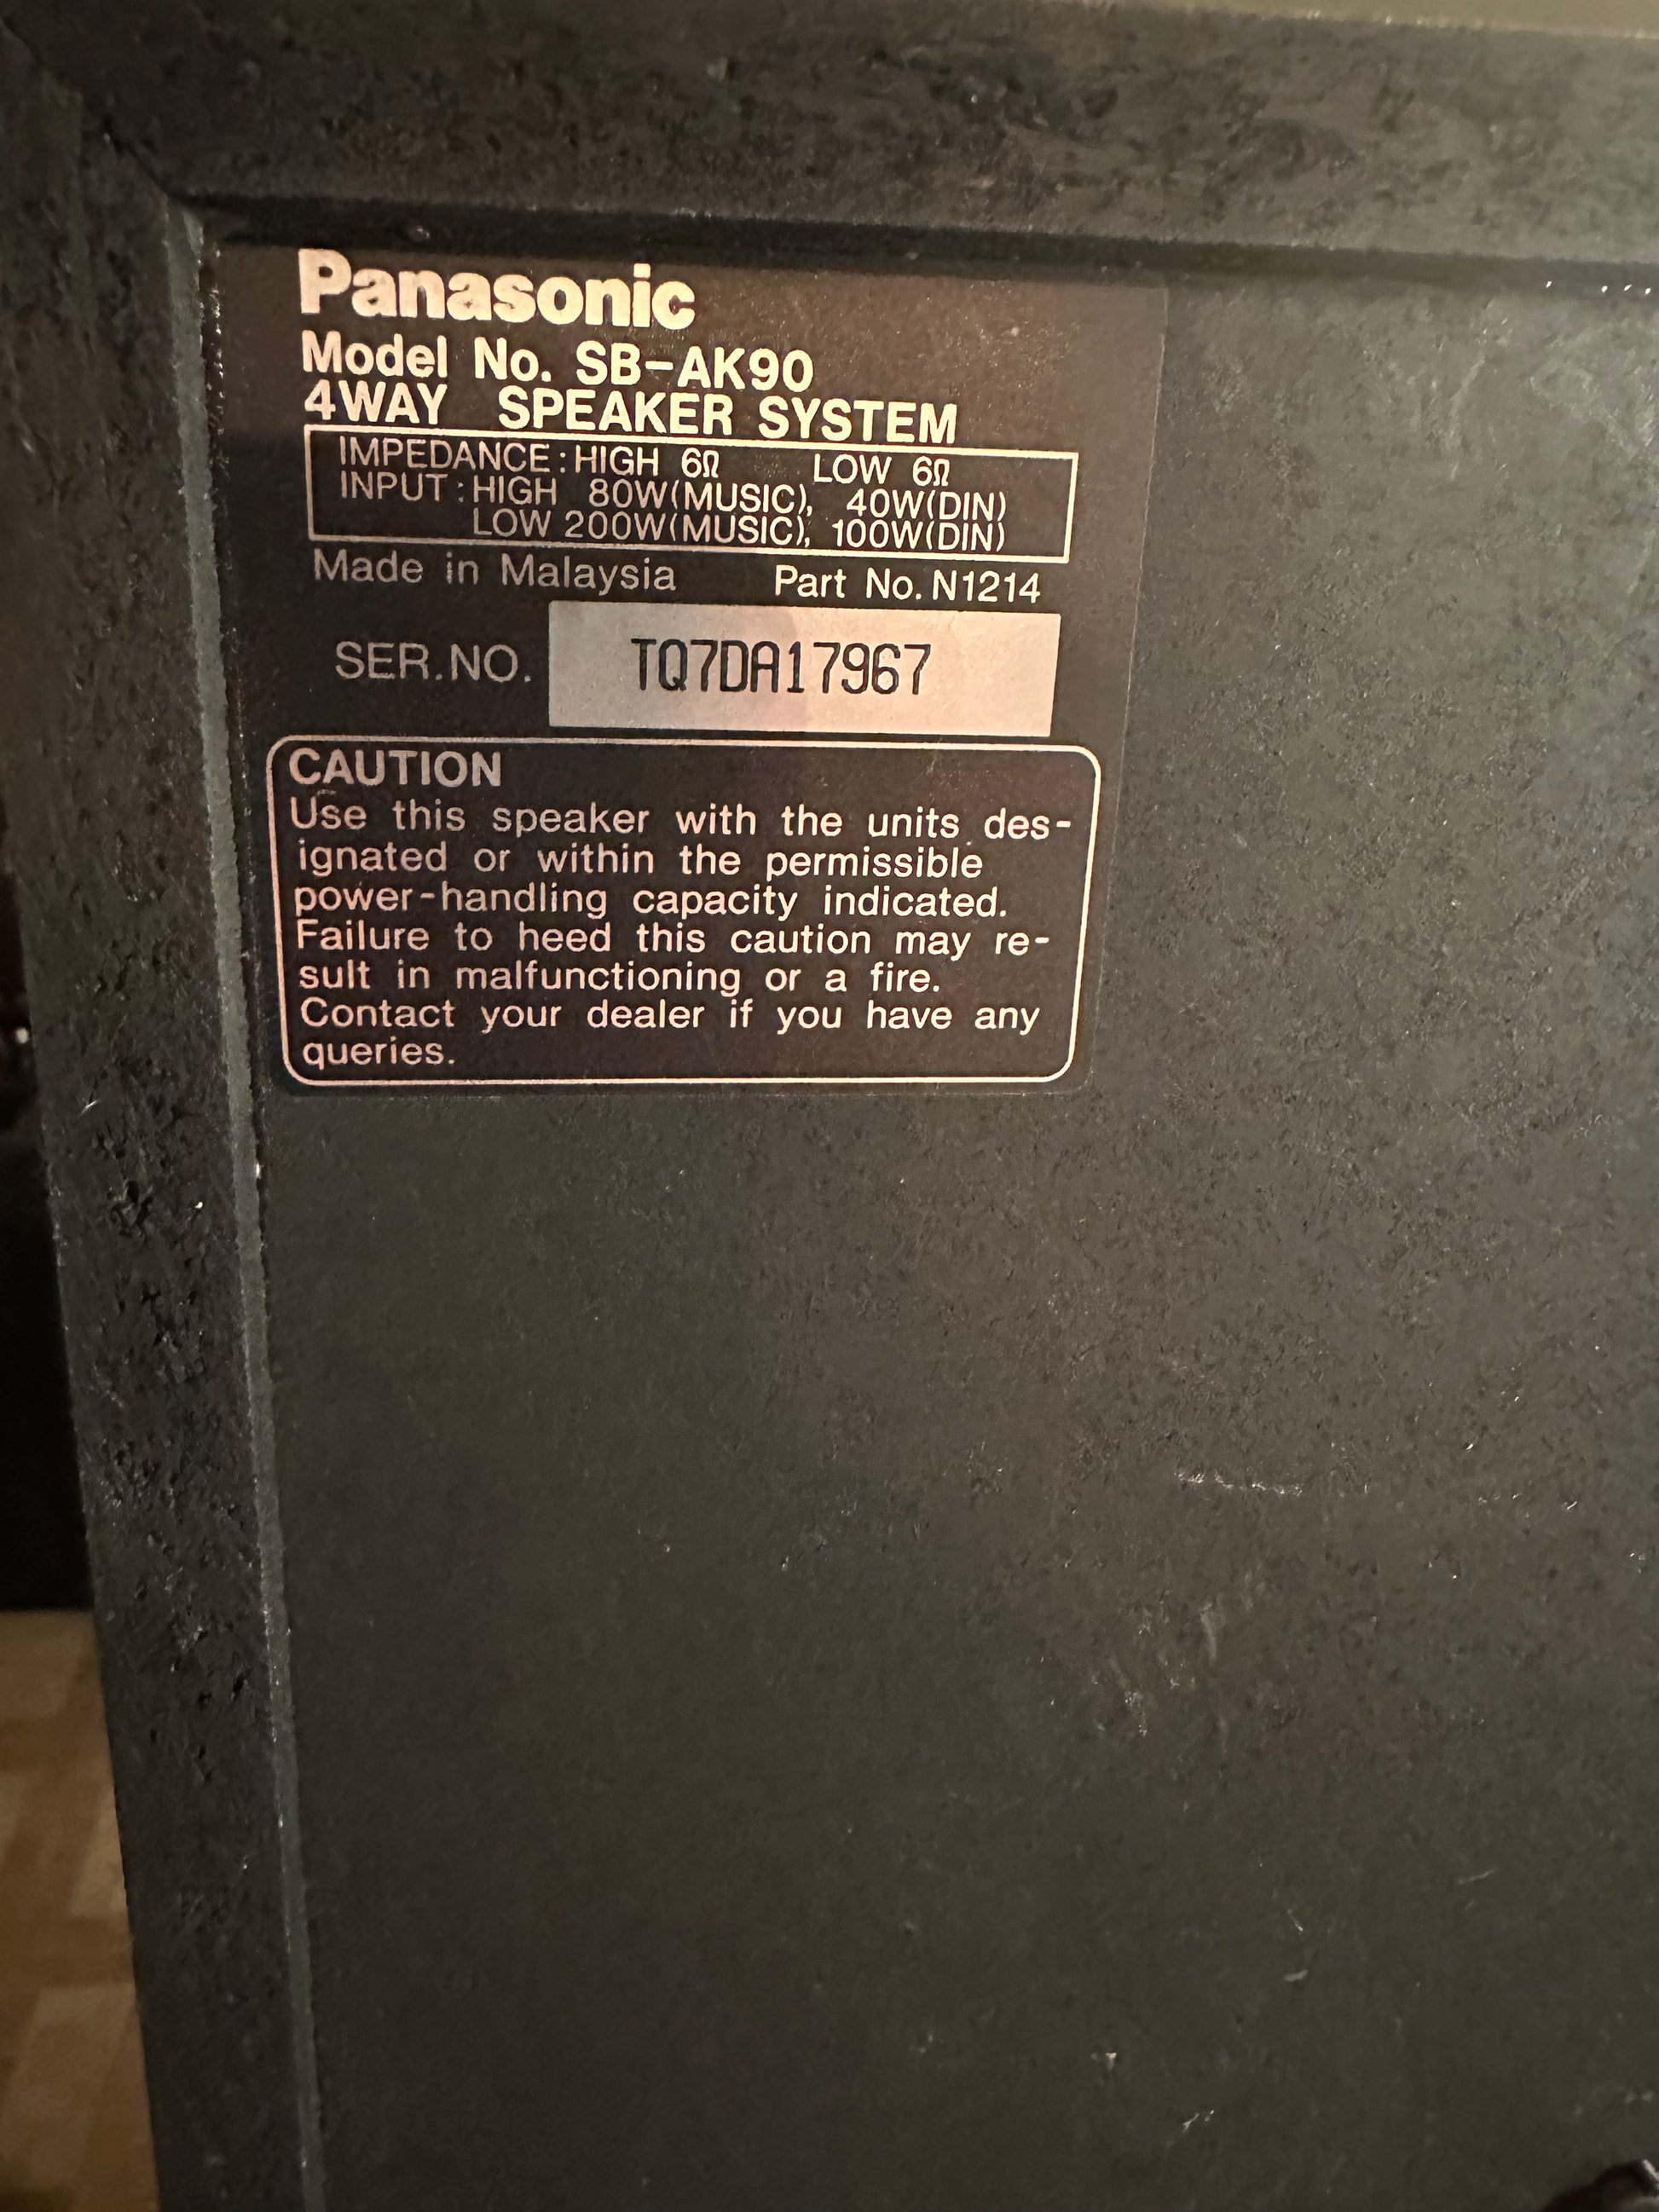 Panasonic
Model No. SB-AK90
4WAY SPEAKER SYSTEM
IMPEDANCE: HIGH 6Ω LOW 6Ω
INPUT: HIGH 80W(MUSIC), 40W(DIN)
LOW 200W(MUSIC), 100W(DIN)
Made in Malaysia Part No. N1214
SER.NO. TQ7DA17967
CAUTION
Use this speaker with the units des-
ignated or within the permissible
power-handling capacity indicated.
Failure to heed this caution may re-
sult in malfunctioning or a fire.
Contact your dealer if you have any
queries.